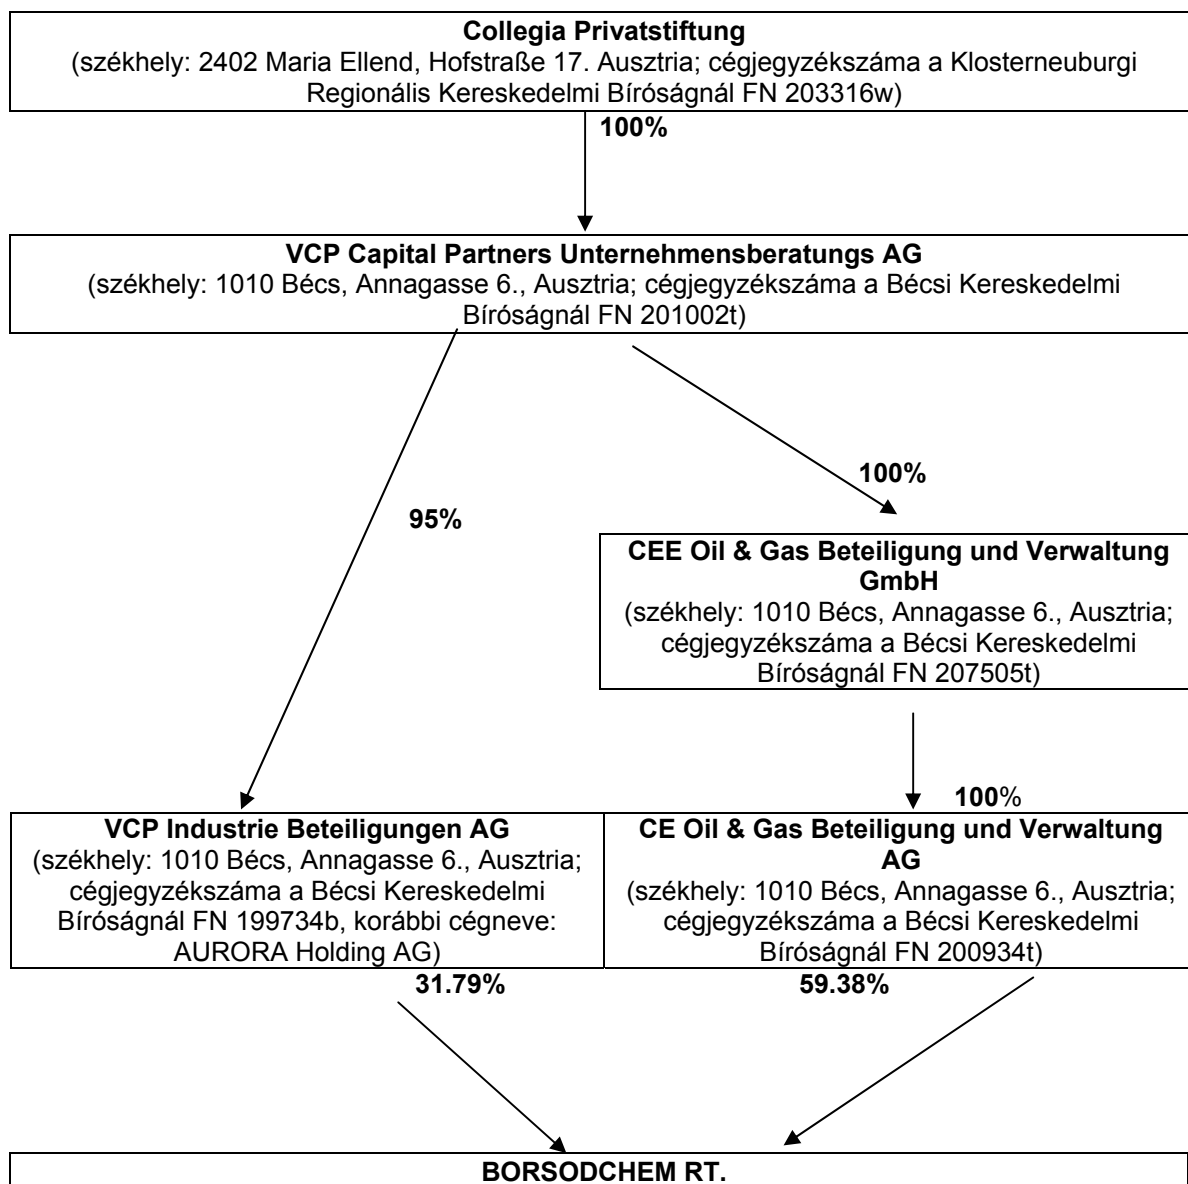 Collegia Privatstiftung
(székhely: 2402 Maria Ellend, Hofstraße 17. Ausztria; cégjegyzékszáma a Klosterneuburgi
Regionális Kereskedelmi Bíróságnál FN 203316w)
100%
VCP Capital Partners Unternehmensberatungs AG
(székhely: 1010 Bécs, Annagasse 6., Ausztria; cégjegyzékszáma a Bécsi Kereskedelmi
Bíróságnál FN 201002t)
100%
95%
CEE Oil & Gas Beteiligung und Verwaltung
GmbH
(székhely: 1010 Bécs, Annagasse 6., Ausztria;
cégjegyzékszáma a Bécsi Kereskedelmi
Bíróságnál FN 207505t)
100%
VCP Industrie Beteiligungen AG
(székhely: 1010 Bécs, Annagasse 6., Ausztria;
cégjegyzékszáma a Bécsi Kereskedelmi
Bíróságnál FN 199734b, korábbi cégneve:
AURORA Holding AG)
31.79%
CE Oil & Gas Beteiligung und Verwaltung
AG
(székhely: 1010 Bécs, Annagasse 6., Ausztria;
cégjegyzékszáma a Bécsi Kereskedelmi
Bíróságnál FN 200934t)
59.38%
BORSODCHEM RT.